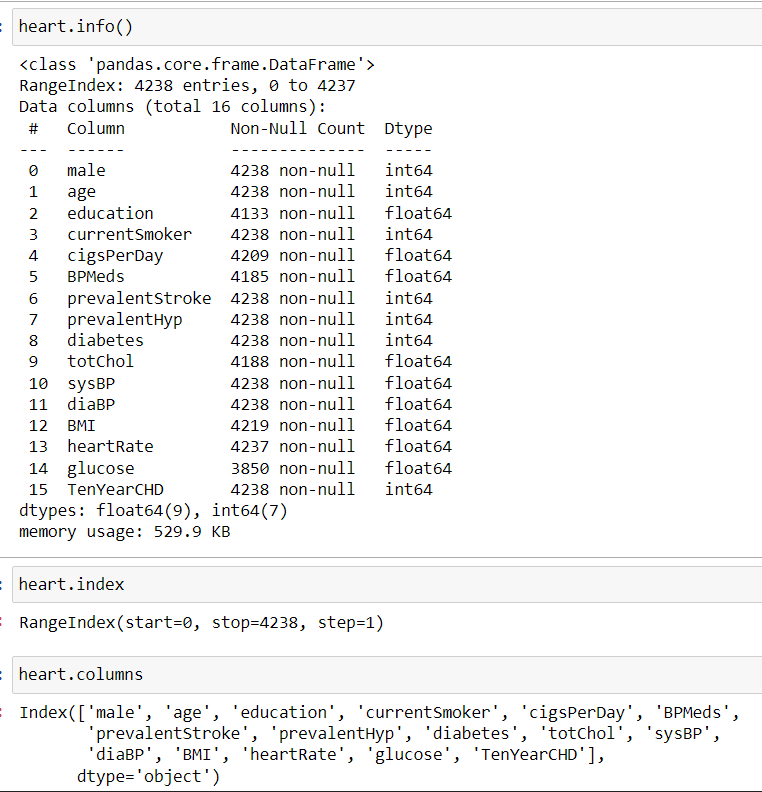 heart.info()
<class 'pandas.core.frame.DataFrame'>
RangeIndex: 4238 entries, 0 to 4237
Data columns (total 16 columns):
 #   Column           Non-Null Count  Dtype
---  ------           --------------  -----
 0   male             4238 non-null   int64
 1   age              4238 non-null   int64
 2   education        4133 non-null   float64
 3   currentSmoker    4238 non-null   int64
 4   cigsPerDay       4209 non-null   float64
 5   BPMeds           4185 non-null   float64
 6   prevalentStroke  4238 non-null   int64
 7   prevalentHyp     4238 non-null   int64
 8   diabetes         4238 non-null   int64
 9   totChol          4188 non-null   float64
 10  sysBP            4238 non-null   float64
 11  diaBP            4238 non-null   float64
 12  BMI              4219 non-null   float64
 13  heartRate        4237 non-null   float64
 14  glucose          3850 non-null   float64
 15  TenYearCHD       4238 non-null   int64
dtypes: float64(9), int64(7)
memory usage: 529.9 KB
heart.index
RangeIndex(start=0, stop=4238, step=1)
heart.columns
Index(['male', 'age', 'education', 'currentSmoker', 'cigsPerDay', 'BPMeds',
       'prevalentStroke', 'prevalentHyp', 'diabetes', 'totChol', 'sysBP',
       'diaBP', 'BMI', 'heartRate', 'glucose', 'TenYearCHD'],
      dtype='object')